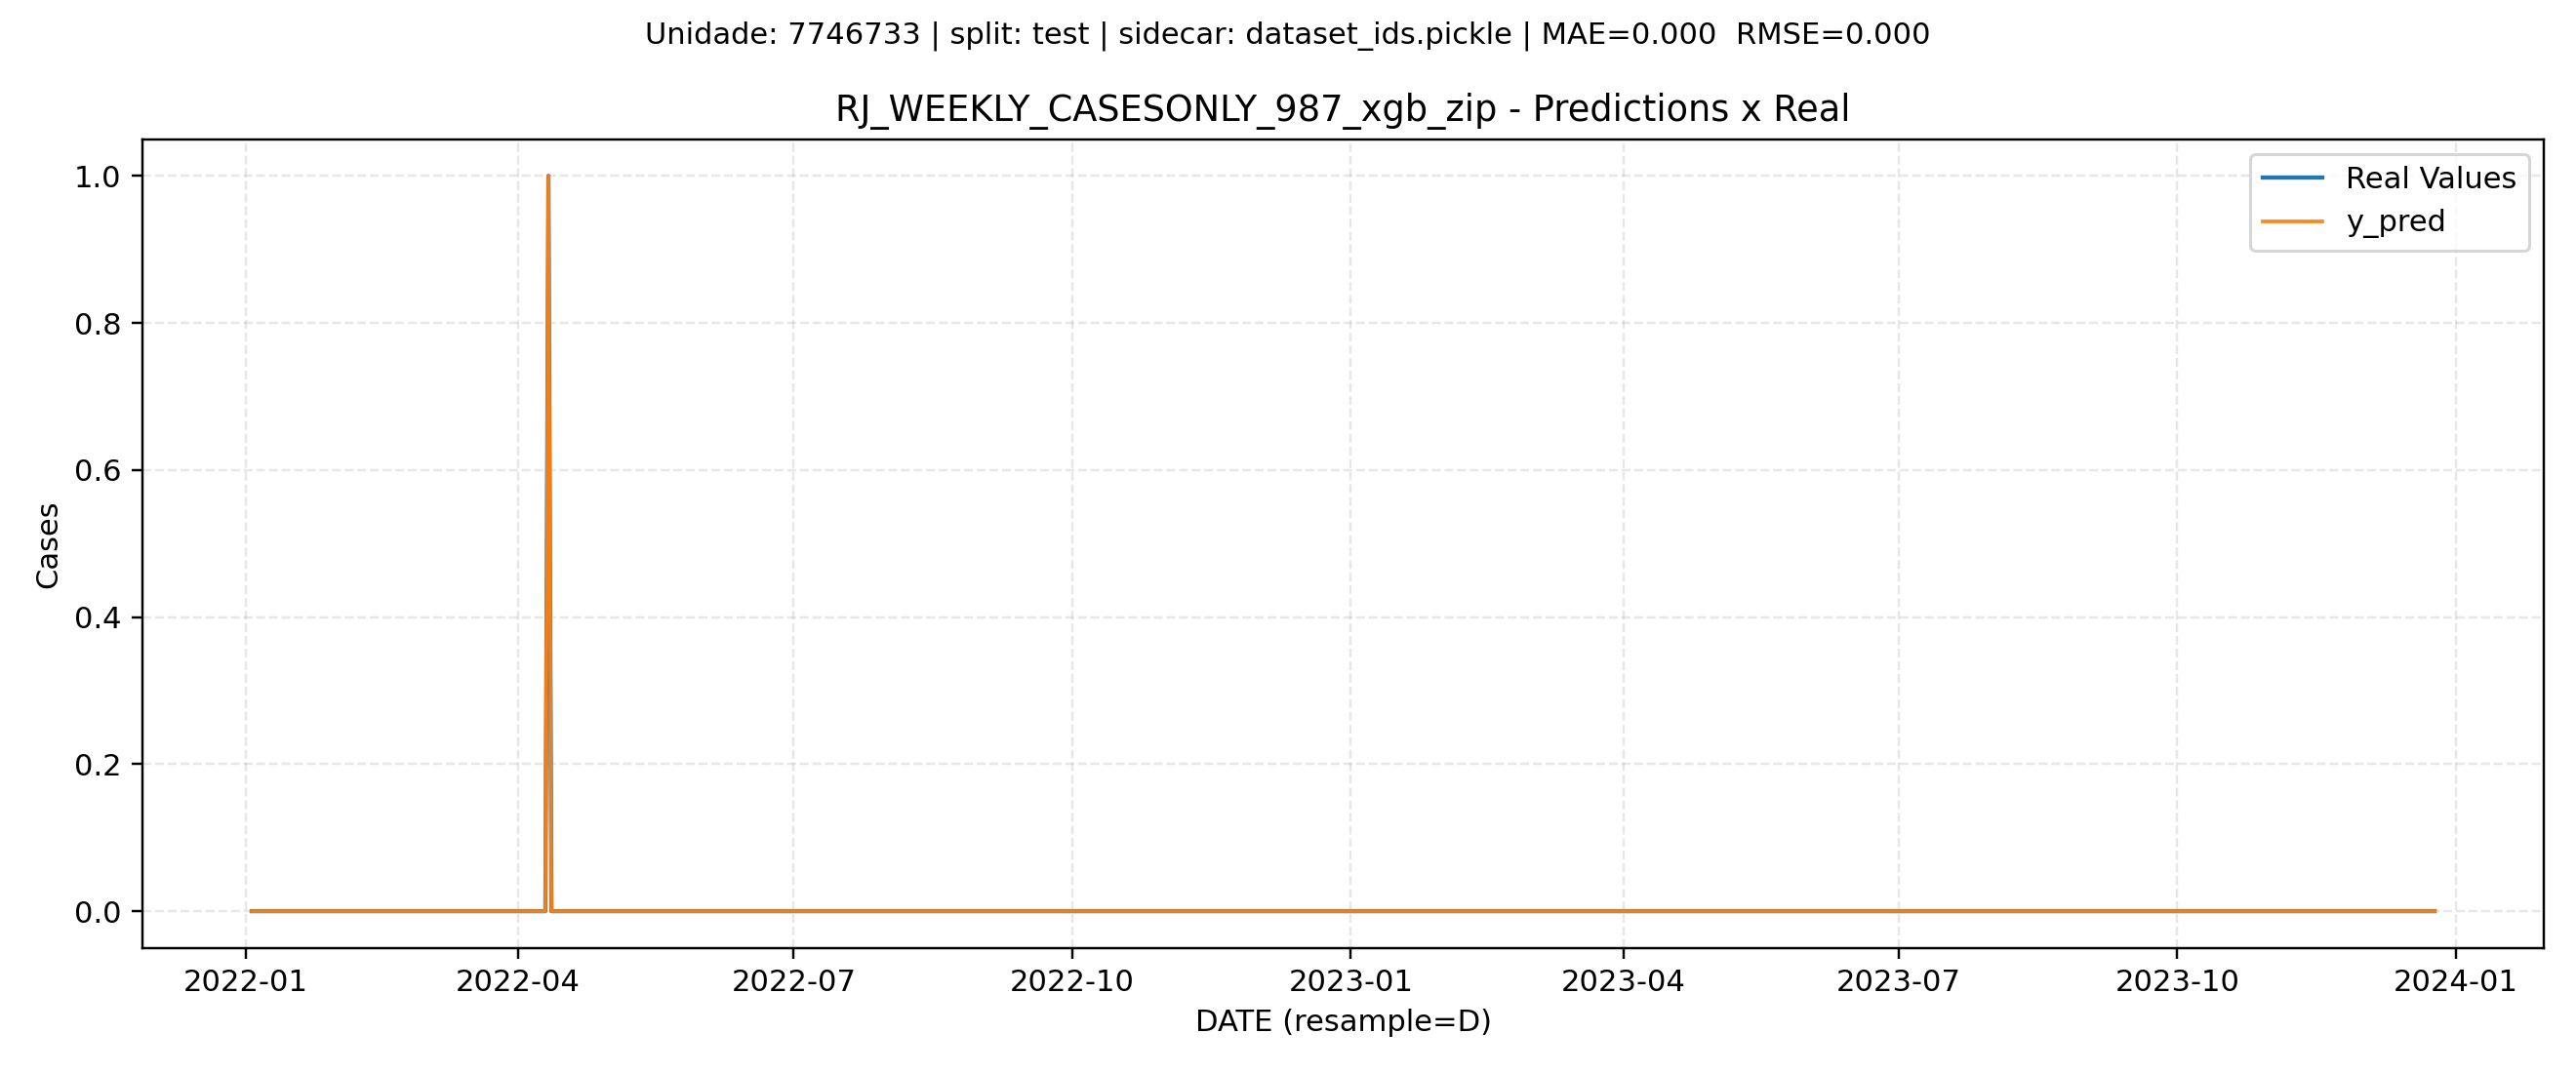 Unidade: 7746733 | split: test | sidecar: dataset_ids.pickle | MAE=0.000  RMSE=0.000
RJ_WEEKLY_CASESONLY_987_xgb_zip - Predictions x Real
Real Values
y_pred
1.0
0.8
0.6
0.4
0.2
0.0
Cases
2022-01 2022-04 2022-07 2022-10 2023-01 2023-04 2023-07 2023-10 2024-01
DATE (resample=D)